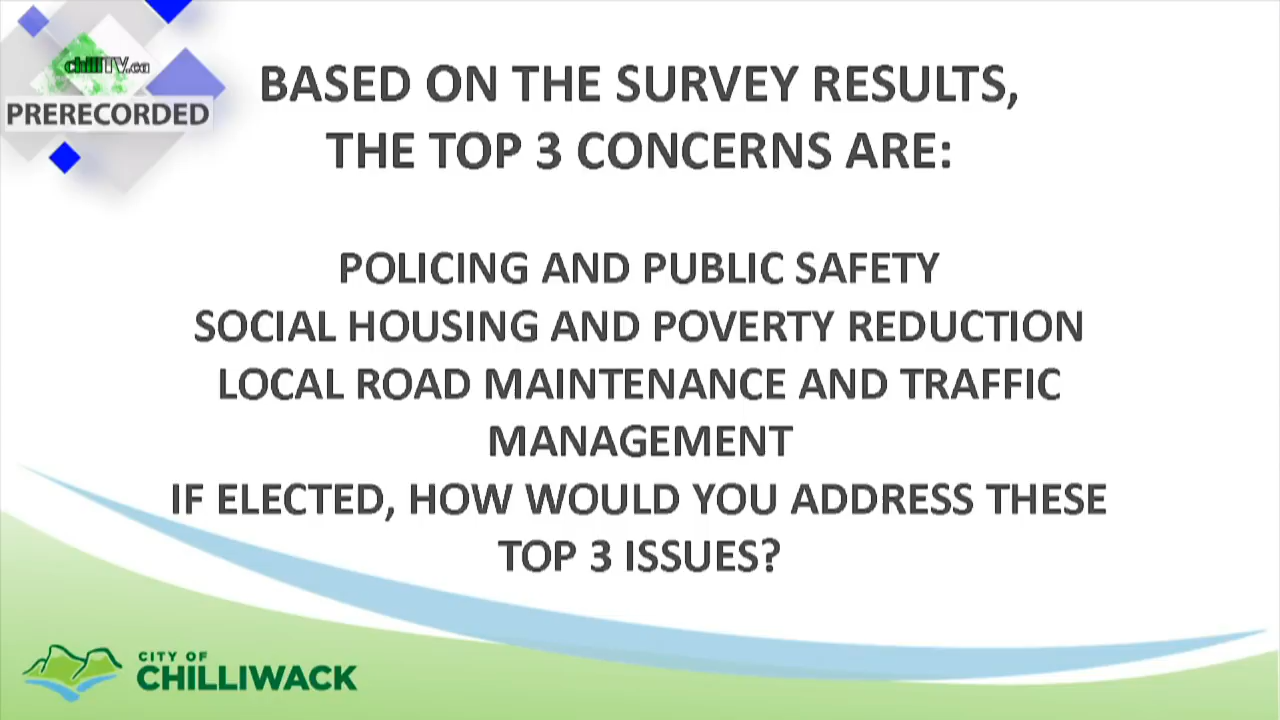 chillTV.ca
PRERECORDED
BASED ON THE SURVEY RESULTS,
THE TOP 3 CONCERNS ARE:
POLICING AND PUBLIC SAFETY
SOCIAL HOUSING AND POVERTY REDUCTION
LOCAL ROAD MAINTENANCE AND TRAFFIC
MANAGEMENT
IF ELECTED, HOW WOULD YOU ADDRESS THESE
TOP 3 ISSUES?
CITY OF
CHILLIWACK